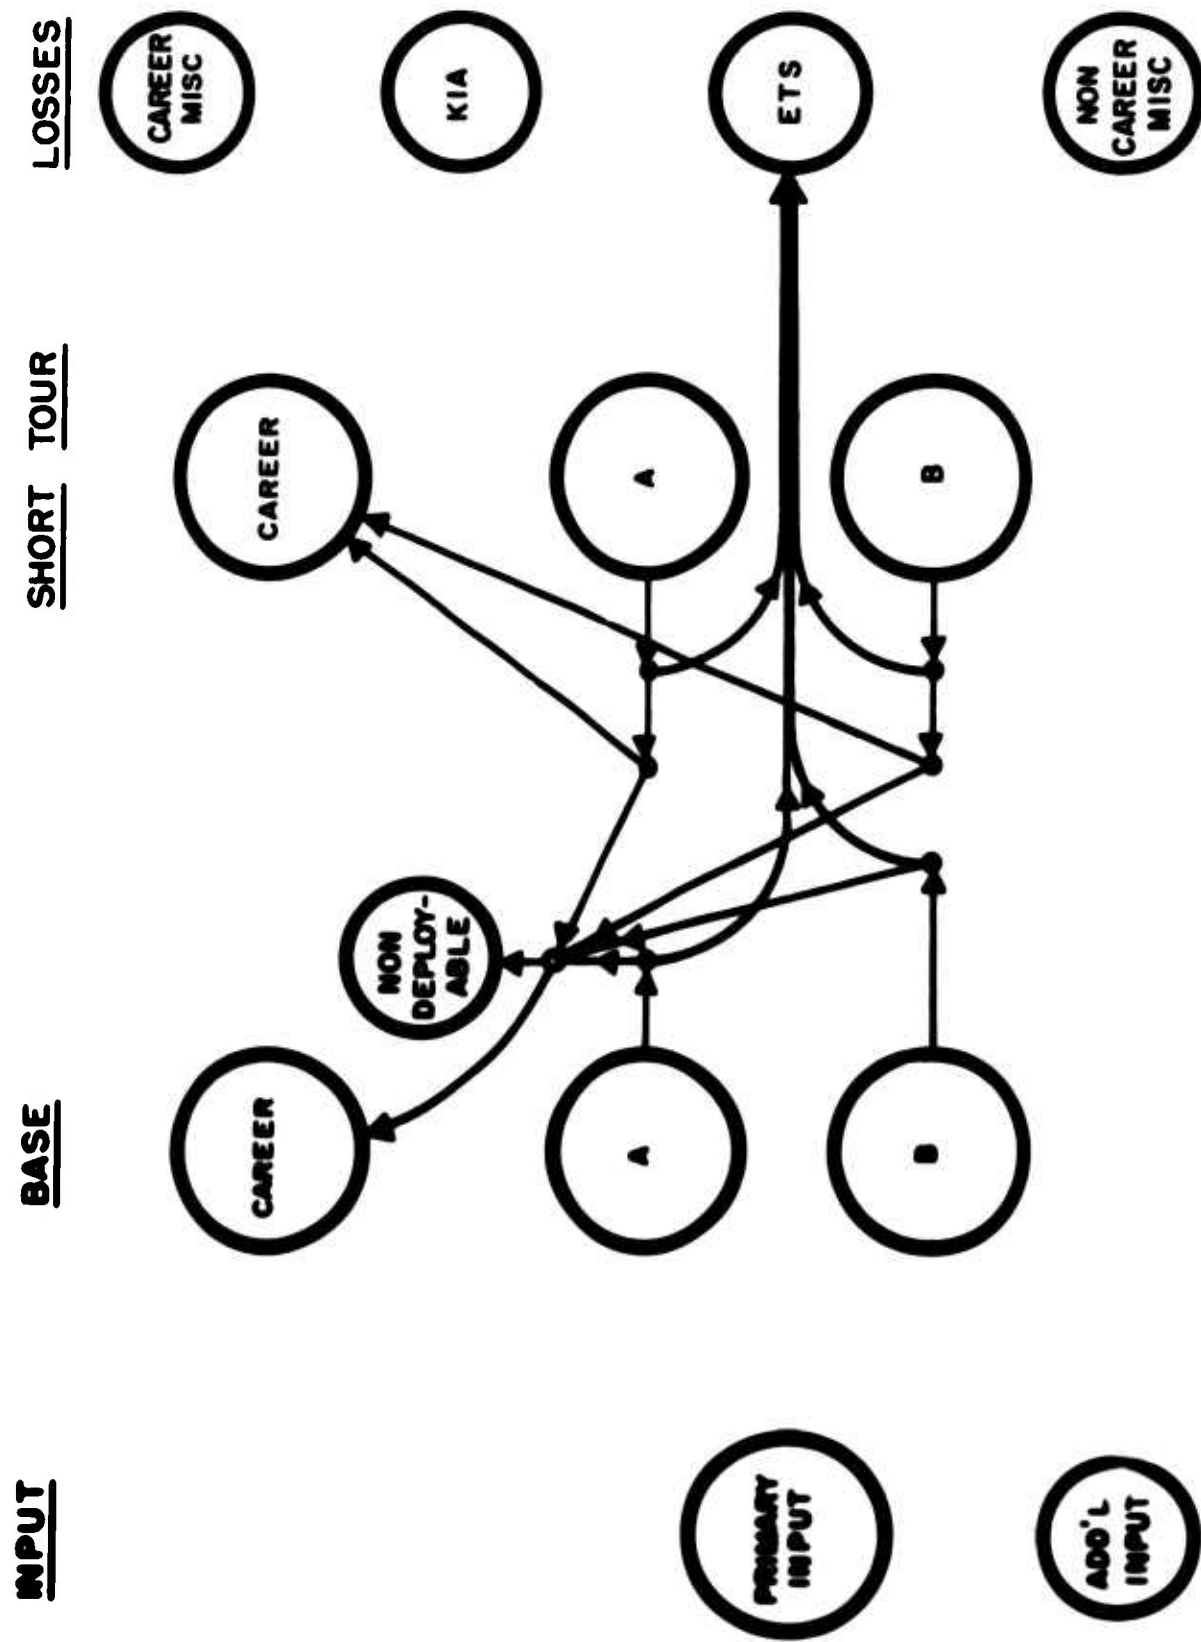 INPUT
BASE
SHORT TOUR
LOSSES
CAREER
CAREER
CAREER
MISC
NON
DEPLOY-
ABLE
KIA
A
A
PRIMARY
INPUT
ETS
B
B
ADD'L
INPUT
NON
CAREER
MISC